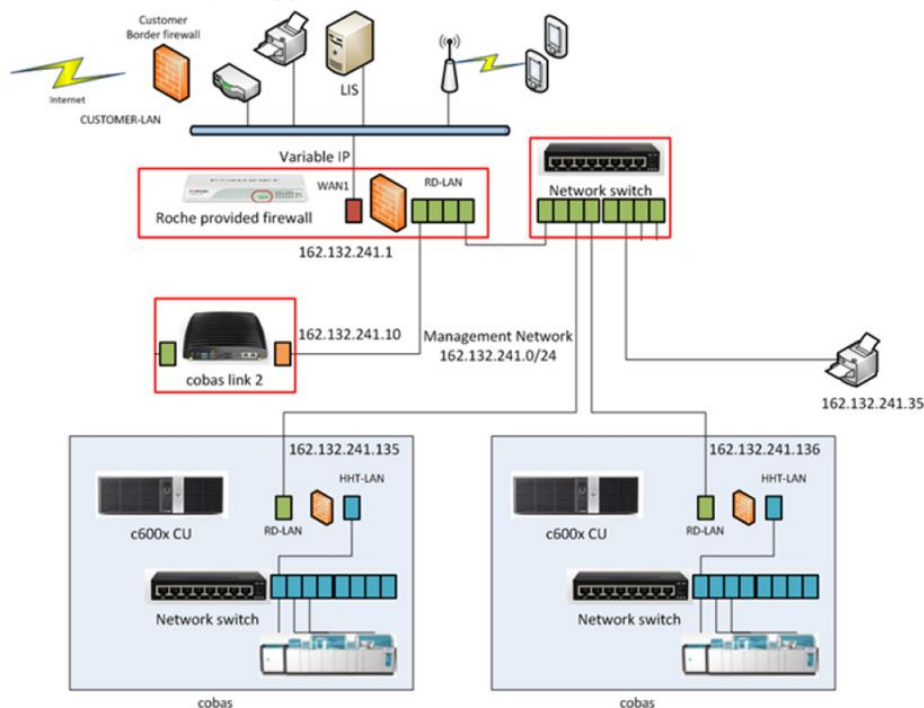 Customer
Border firewall
Internet
CUSTOMER-LAN
LIS
Variable IP
WAN1
RD-LAN
Roche provided firewall
162.132.241.1
Network switch
162.132.241.10
cobas link 2
Management Network
162.132.241.0/24
162.132.241.35
162.132.241.135
HHT-LAN
c600x CU
RD-LAN
Network switch
cobas
162.132.241.136
HHT-LAN
c600x CU
RD-LAN
Network switch
cobas